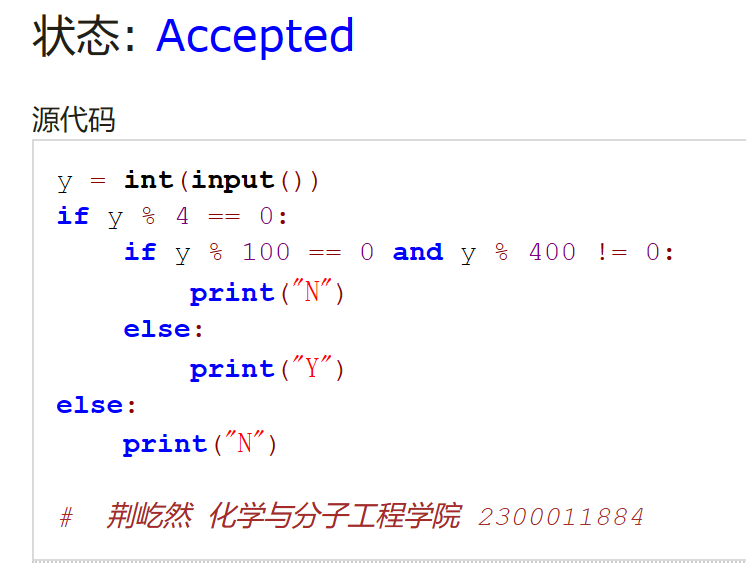 状态: Accepted
源代码
y = int(input())
if y % 4 == 0:
    if y % 100 == 0 and y % 400 != 0:
        print("N")
    else:
        print("Y")
else:
    print("N")
#  荆屹然 化学与分子工程学院 2300011884